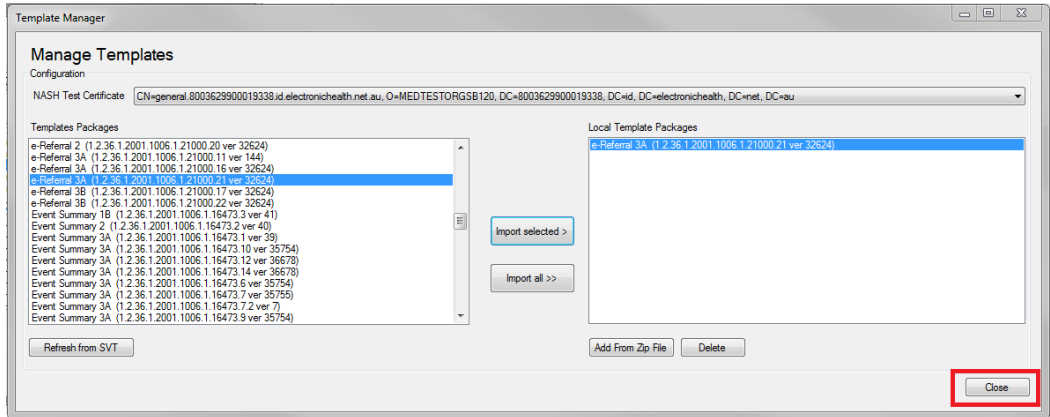 Template Manager
Manage Templates
Configuration
NASH Test Certificate CN=general.8003629900019338.id.electronichealth.net.au, O=MEDTESTORGSB120, DC=8003629900019338, DC=id, DC=electronichealth, DC=net, DC=au
Templates Packages
e-Referral 2 (1.2.36.1.2001.1006.1.21000.20 ver 32624)
e-Referral 3A (1.2.36.1.2001.1006.1.21000.11 ver 144)
e-Referral 3A (1.2.36.1.2001.1006.1.21000.16 ver 32624)
e-Referral 3A (1.2.36.1.2001.1006.1.21000.21 ver 32624)
e-Referral 3B (1.2.36.1.2001.1006.1.21000.17 ver 32624)
e-Referral 3B (1.2.36.1.2001.1006.1.21000.22 ver 32624)
Event Summary 1B (1.2.36.1.2001.1006.1.16473.3 ver 41)
Event Summary 2 (1.2.36.1.2001.1006.1.16473.2 ver 40)
Event Summary 3A (1.2.36.1.2001.1006.1.16473.1 ver 39)
Event Summary 3A (1.2.36.1.2001.1006.1.16473.10 ver 35754)
Event Summary 3A (1.2.36.1.2001.1006.1.16473.12 ver 36678)
Event Summary 3A (1.2.36.1.2001.1006.1.16473.14 ver 36678)
Event Summary 3A (1.2.36.1.2001.1006.1.16473.6 ver 35754)
Event Summary 3A (1.2.36.1.2001.1006.1.16473.7 ver 35755)
Event Summary 3A (1.2.36.1.2001.1006.1.16473.7.2 ver 7)
Event Summary 3A (1.2.36.1.2001.1006.1.16473.9 ver 35754)
Refresh from SVT
Import selected >
Import all >>
Local Template Packages
e-Referral 3A (1.2.36.1.2001.1006.1.21000.21 ver 32624)
Add From Zip File
Delete
Close